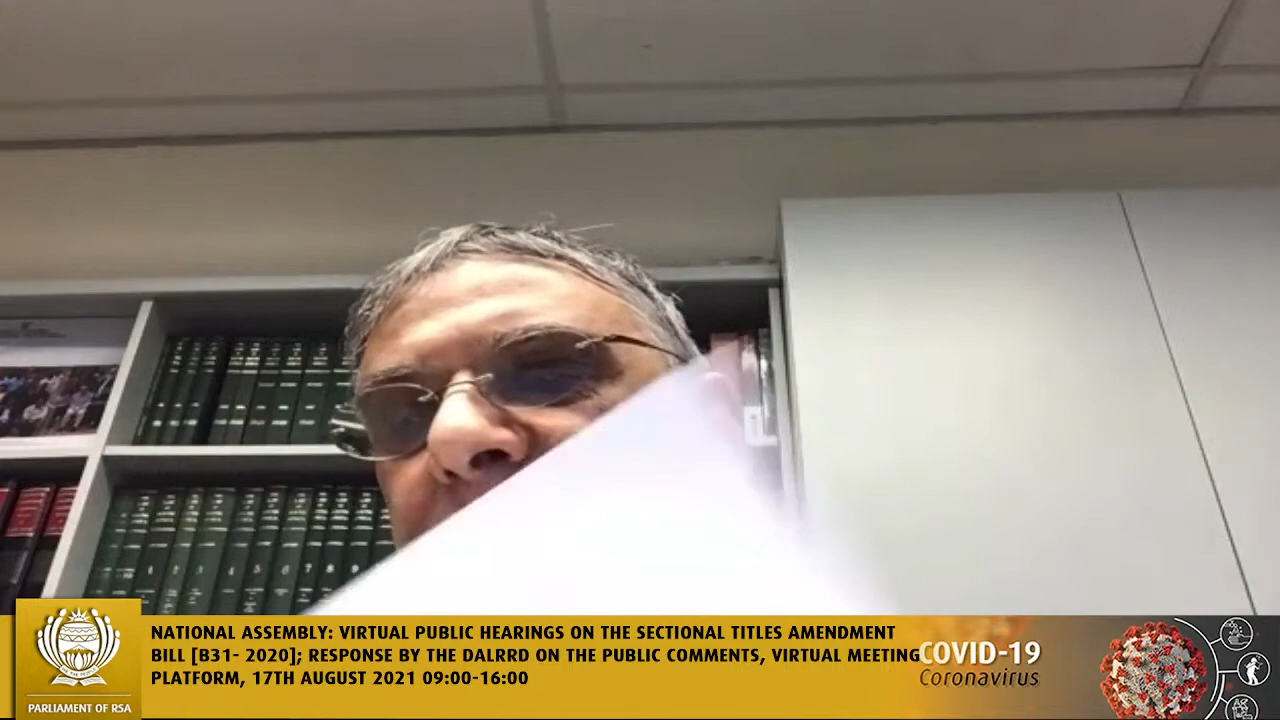 NATIONAL ASSEMBLY: VIRTUAL PUBLIC HEARINGS ON THE SECTIONAL TITLES AMENDMENT
BILL [B31- 2020]; RESPONSE BY THE DALRRD ON THE PUBLIC COMMENTS, VIRTUAL MEETING
PLATFORM, 17TH AUGUST 2021 09:00-16:00
COVID-19
Coronavirus
PARLIAMENT OF RSA